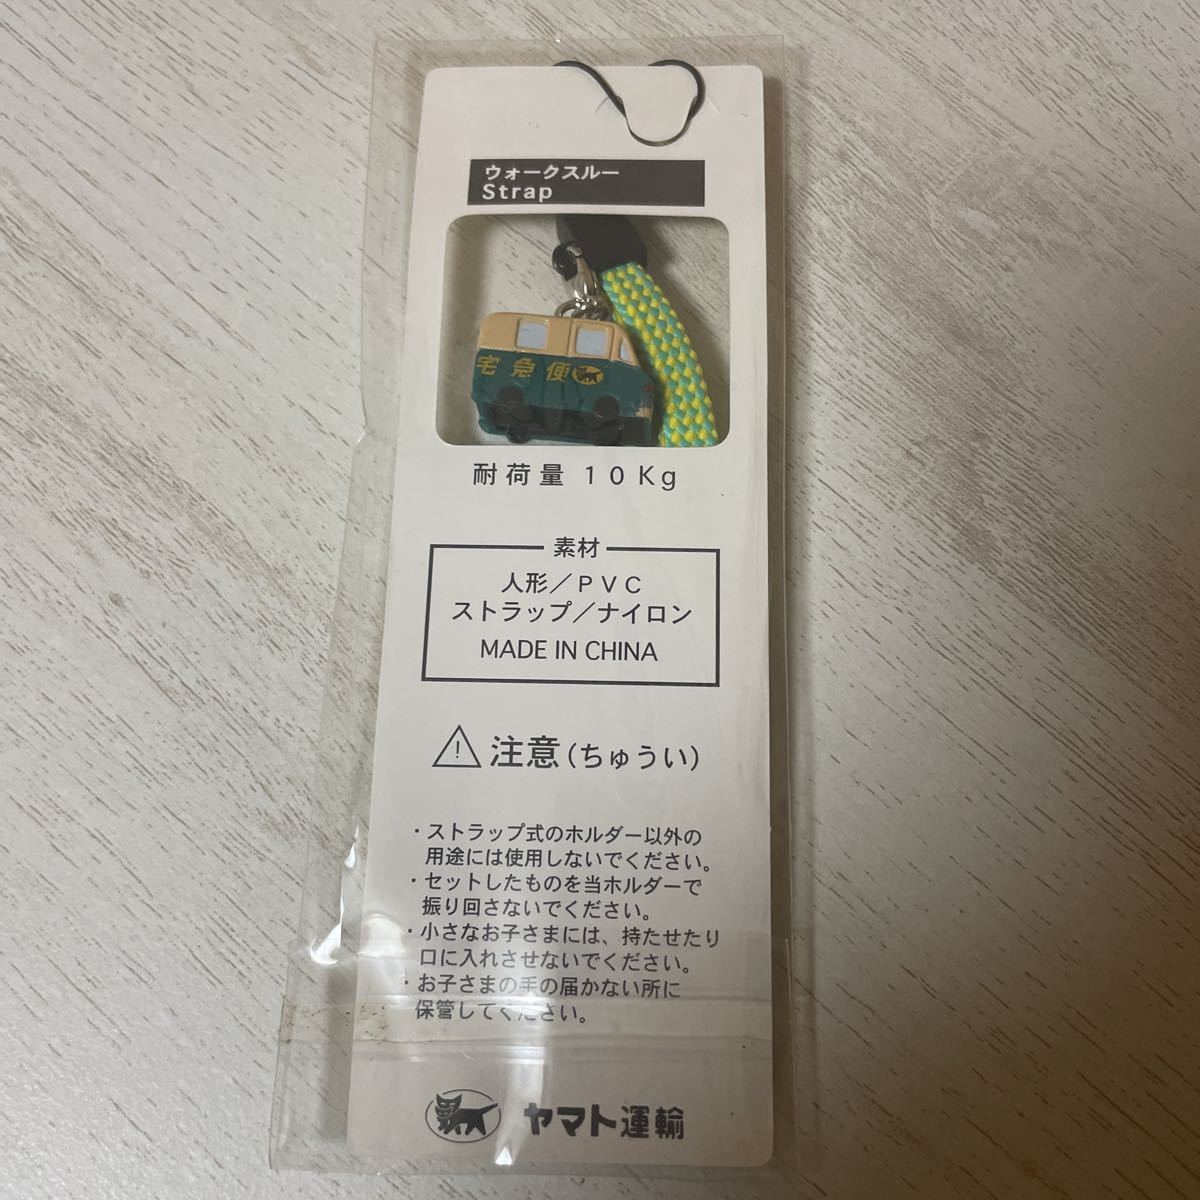 ウォークスルー
Strap
宅急便
耐荷量 10Kg
素材
人形／PVC
ストラップ／ナイロン
MADE IN CHINA
注意(ちゅうい)
・ストラップ式のホルダー以外の
用途には使用しないでください。
・セットしたものを当ホルダーで
振り回さないでください。
・小さなお子さまには、持たせたり
口に入れさせないでください。
・お子さまの手の届かない所に
保管してください。
ヤマト運輸